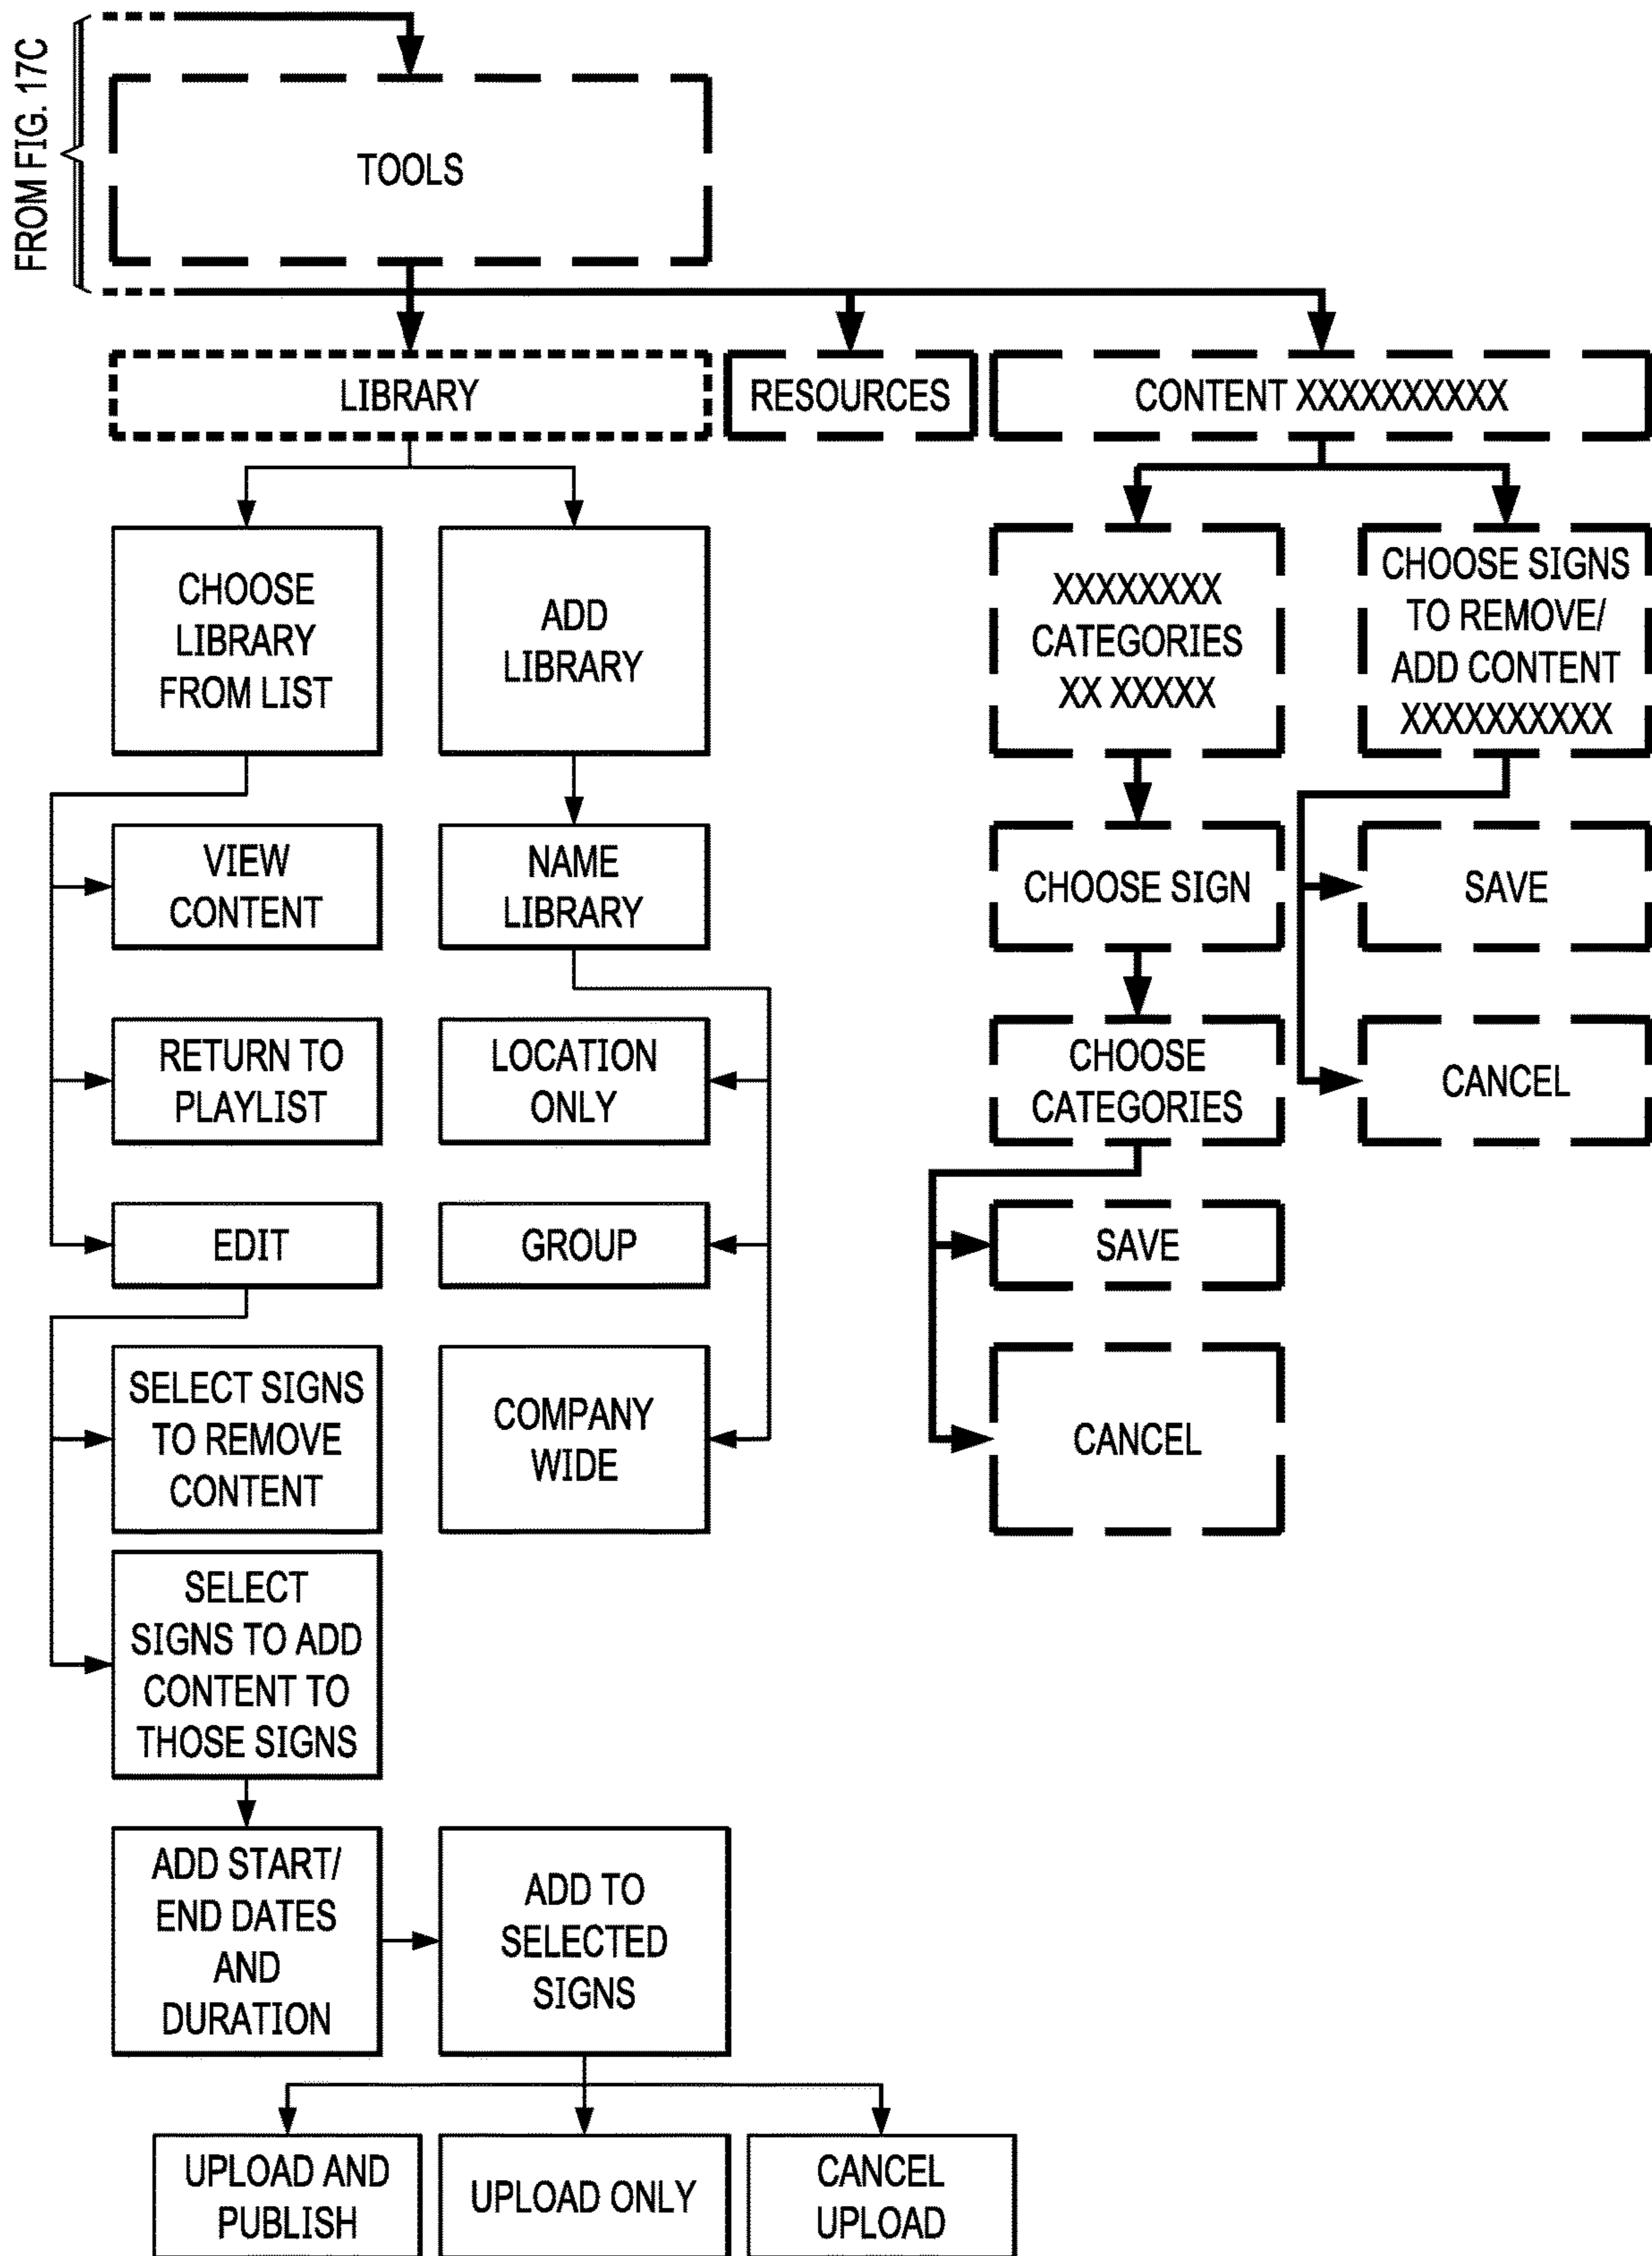 FROM FIG. 17C
TOOLS
LIBRARY
RESOURCES
CONTENT XXXXXXXXXX
CHOOSE
LIBRARY
FROM LIST
ADD
LIBRARY
XXXXXXXX
CATEGORIES
XX XXXXX
CHOOSE SIGNS
TO REMOVE/
ADD CONTENT
XXXXXXXXXX
VIEW
CONTENT
NAME
LIBRARY
CHOOSE SIGN
SAVE
RETURN TO
PLAYLIST
LOCATION
ONLY
CHOOSE
CATEGORIES
CANCEL
EDIT
GROUP
SAVE
SELECT SIGNS
TO REMOVE
CONTENT
COMPANY
WIDE
CANCEL
SELECT
SIGNS TO ADD
CONTENT TO
THOSE SIGNS
ADD START/
END DATES
AND
DURATION
ADD TO
SELECTED
SIGNS
UPLOAD AND
PUBLISH
UPLOAD ONLY
CANCEL
UPLOAD